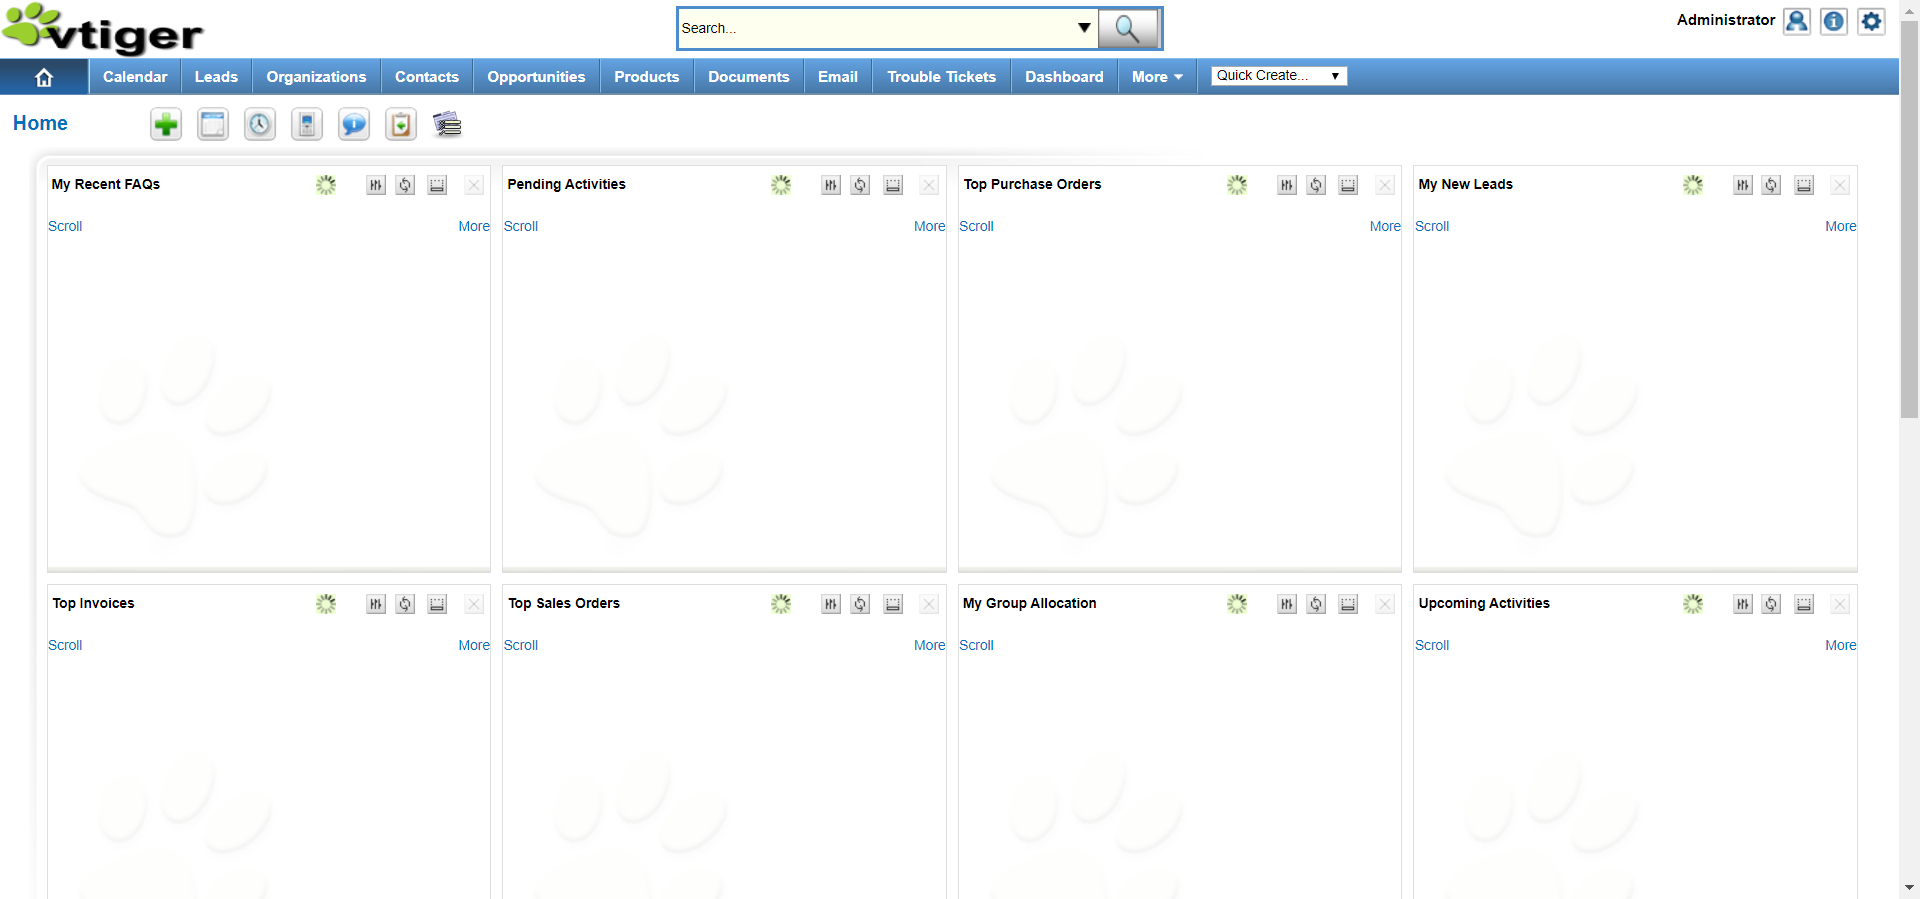 vtiger
Search...
Administrator
Calendar Leads Organizations Contacts Opportunities Products Documents Email Trouble Tickets Dashboard More Quick Create...
Home
My Recent FAQs Pending Activities Top Purchase Orders My New Leads
Scroll More Scroll More Scroll More Scroll More
Top Invoices Top Sales Orders My Group Allocation Upcoming Activities
Scroll More Scroll More Scroll More Scroll More